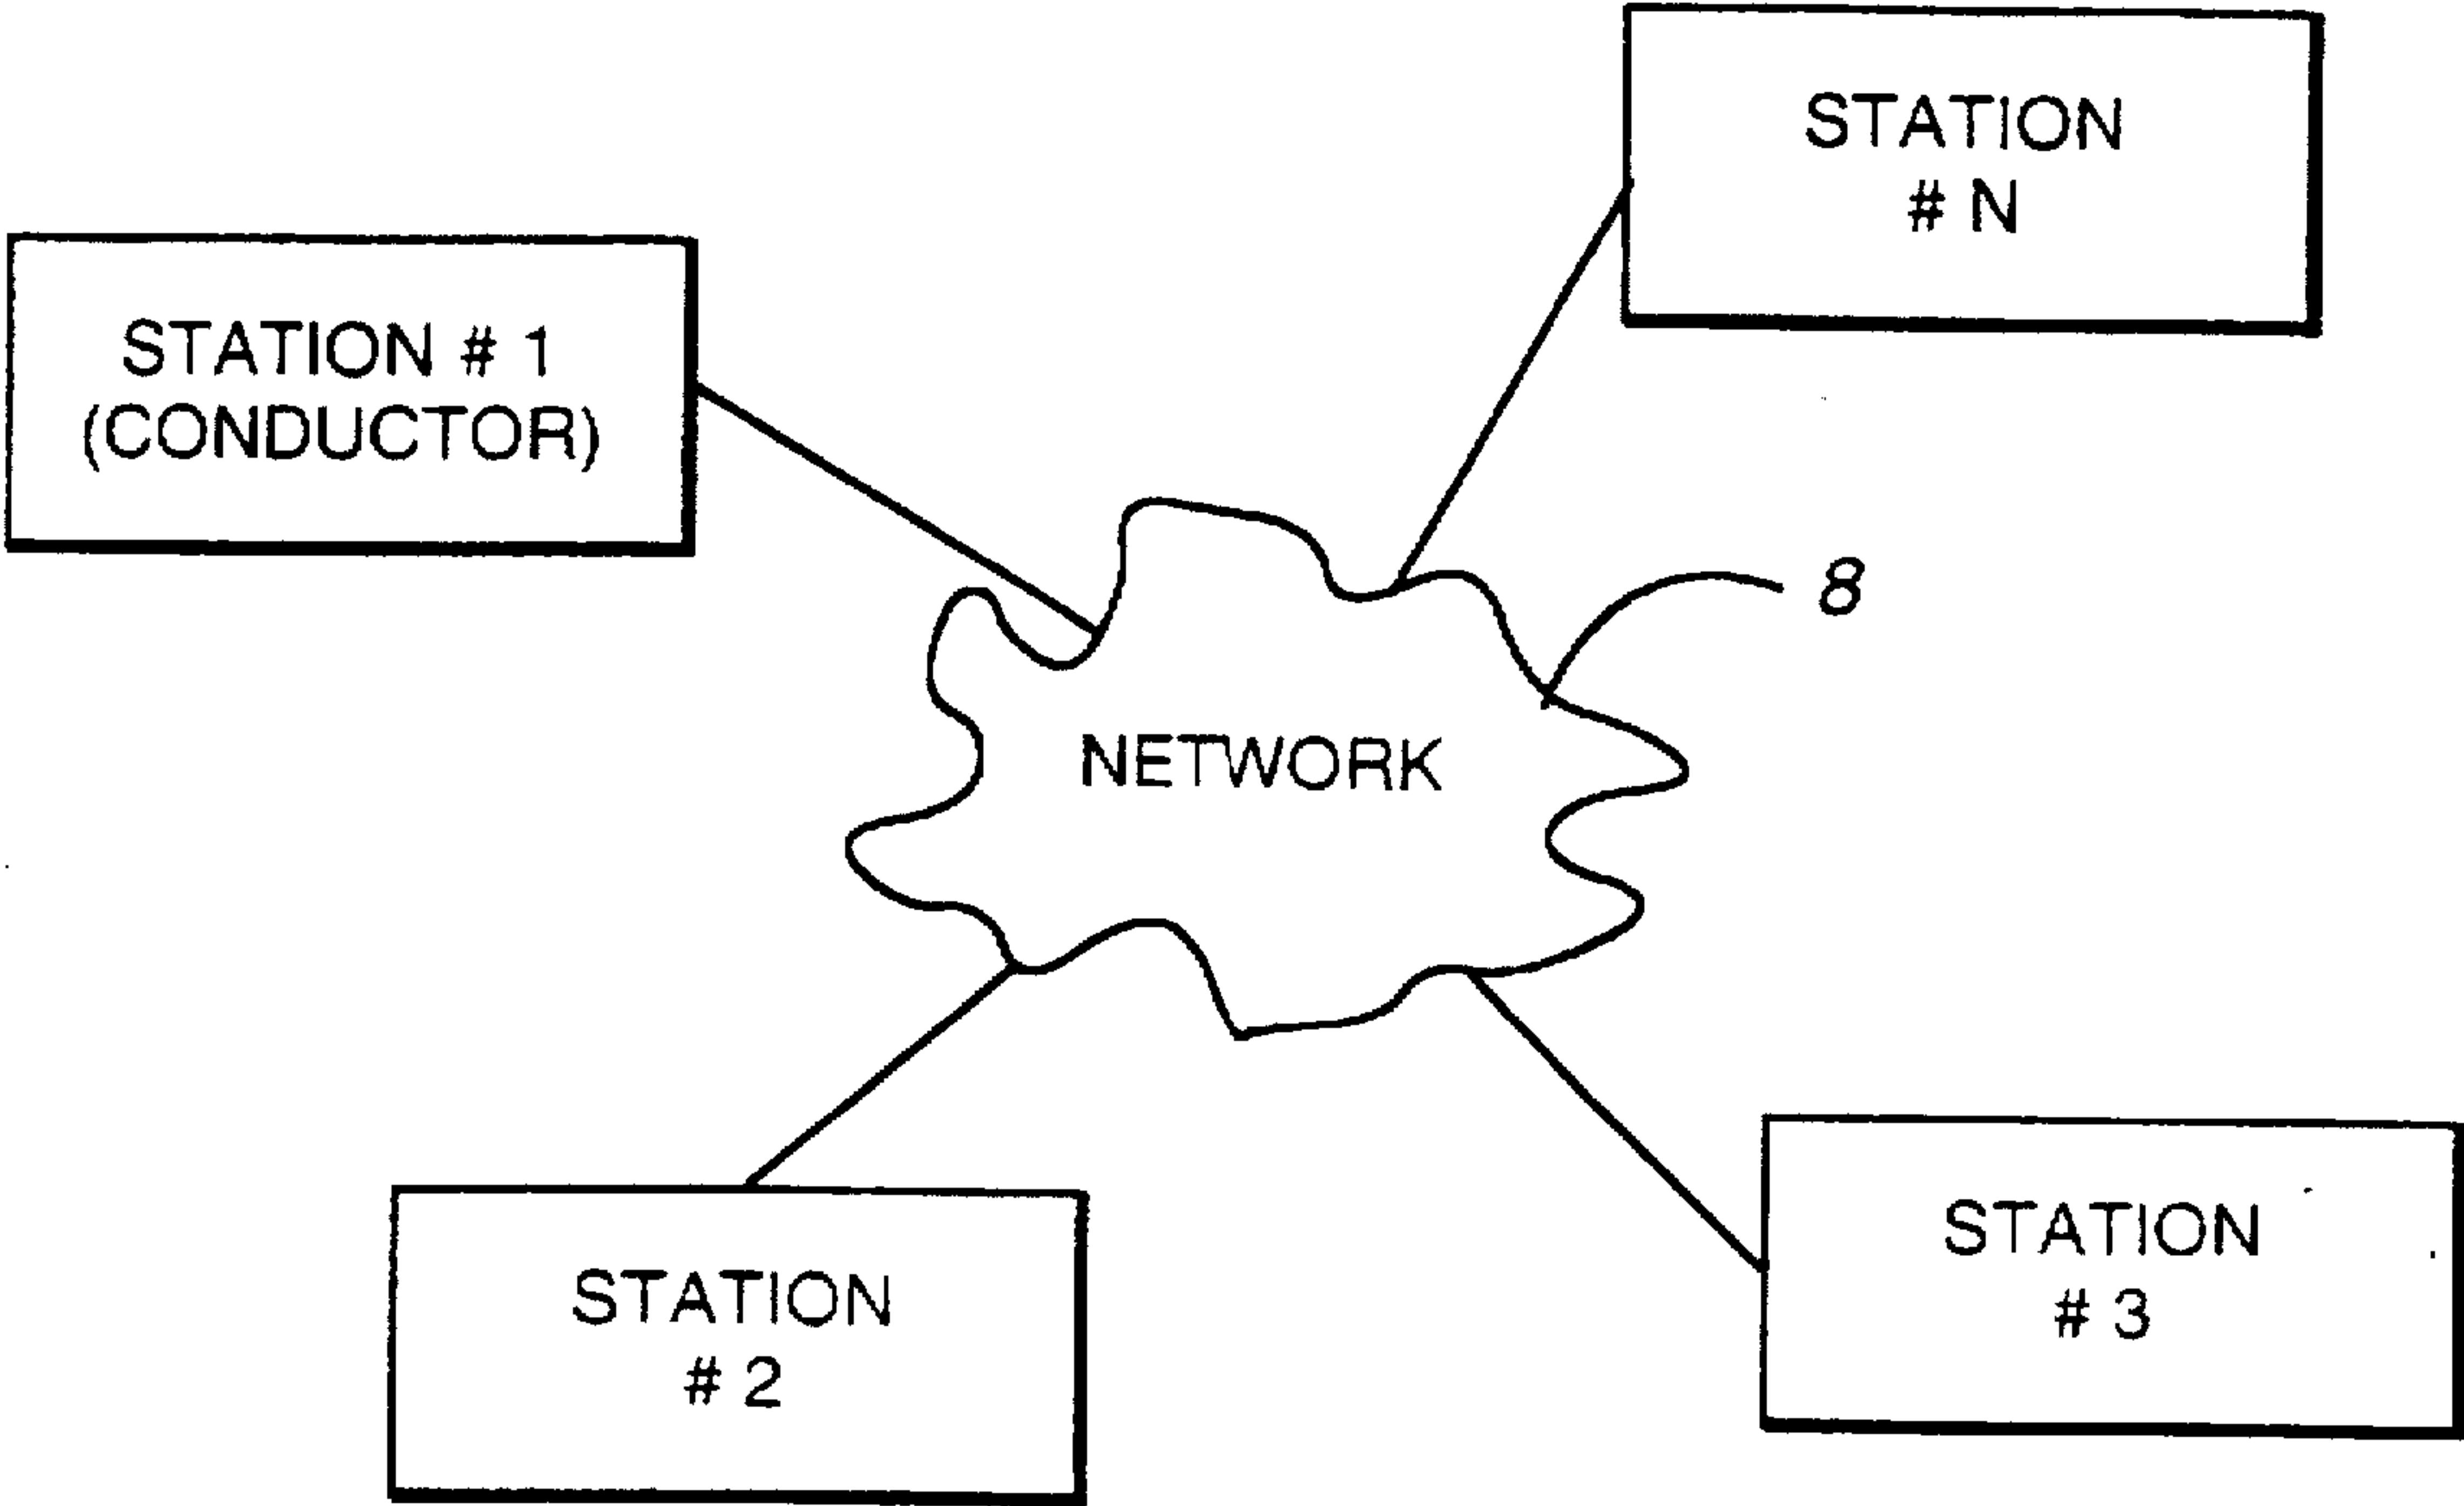 STATION
# N
STATION # 1
(CONDUCTOR)
8
NETWORK
STATION
# 2
STATION
# 3